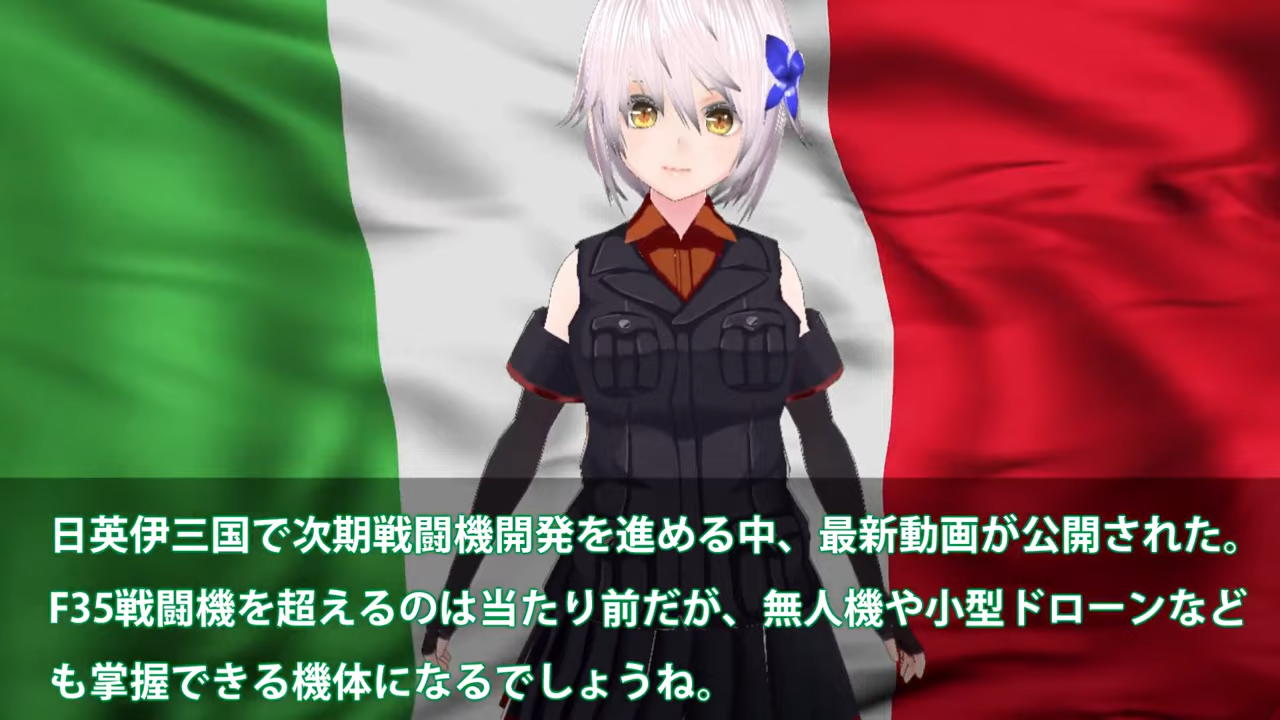 日英伊三国で次期戦闘機開発を進める中、最新動画が公開された。
F35戦闘機を超えるのは当たり前だが、無人機や小型ドローンなど
も掌握できる機体になるでしょうね。